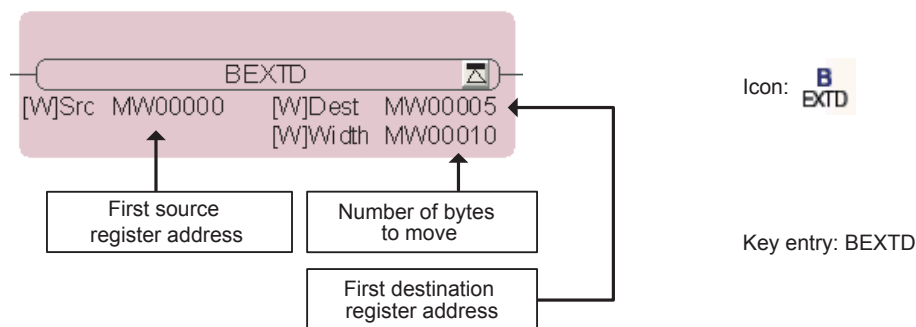 BEXTD
[W]Src MW00000 [W]Dest MW00005
[W]Width MW00010
First source
register address
Number of bytes
to move
First destination
register address
Icon: B
EXTD
Key entry: BEXTD